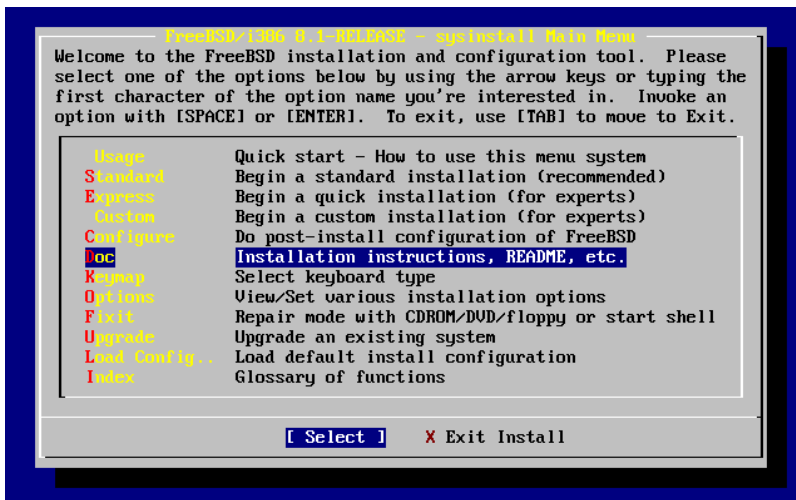 FreeBSD/i386 8.1-RELEASE - sysinstall Main Menu
Welcome to the FreeBSD installation and configuration tool. Please
select one of the options below by using the arrow keys or typing the
first character of the option name you're interested in. Invoke an
option with [SPACE] or [ENTER]. To exit, use [TAB] to move to Exit.
Usage Quick start - How to use this menu system
Standard Begin a standard installation (recommended)
Express Begin a quick installation (for experts)
Custom Begin a custom installation (for experts)
Configure Do post-install configuration of FreeBSD
Doc Installation instructions, README, etc.
Keymap Select keyboard type
Options View/Set various installation options
Fixit Repair mode with CDROM/DVD/floppy or start shell
Upgrade Upgrade an existing system
Load Config.. Load default install configuration
Index Glossary of functions
[ Select ] X Exit Install